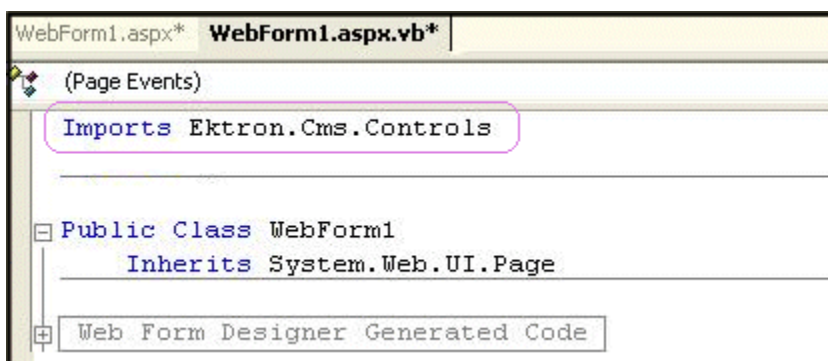 WebForm1.aspx* WebForm1.aspx.vb*
(Page Events)
Imports Ektron.Cms.Controls
Public Class WebForm1
Inherits System.Web.UI.Page
Web Form Designer Generated Code